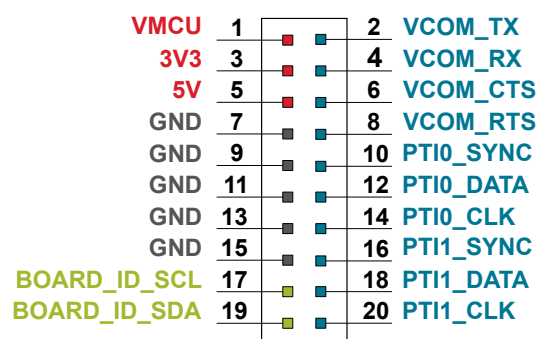 VMCU 1 2 VCOM_TX
3V3 3 4 VCOM_RX
5V 5 6 VCOM_CTS
GND 7 8 VCOM_RTS
GND 9 10 PTI0_SYNC
GND 11 12 PTI0_DATA
GND 13 14 PTI0_CLK
GND 15 16 PTI1_SYNC
BOARD_ID_SCL 17 18 PTI1_DATA
BOARD_ID_SDA 19 20 PTI1_CLK